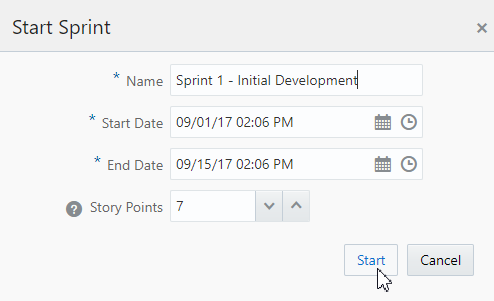 Start Sprint ×
* Name Sprint 1 - Initial Development
* Start Date 09/01/17 02:06 PM
* End Date 09/15/17 02:06 PM
? Story Points 7
Start Cancel